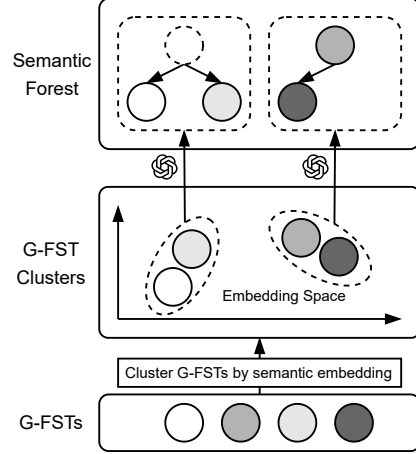 Semantic
Forest
G-FST
Clusters
Embedding Space
Cluster G-FSTs by semantic embedding
G-FSTs